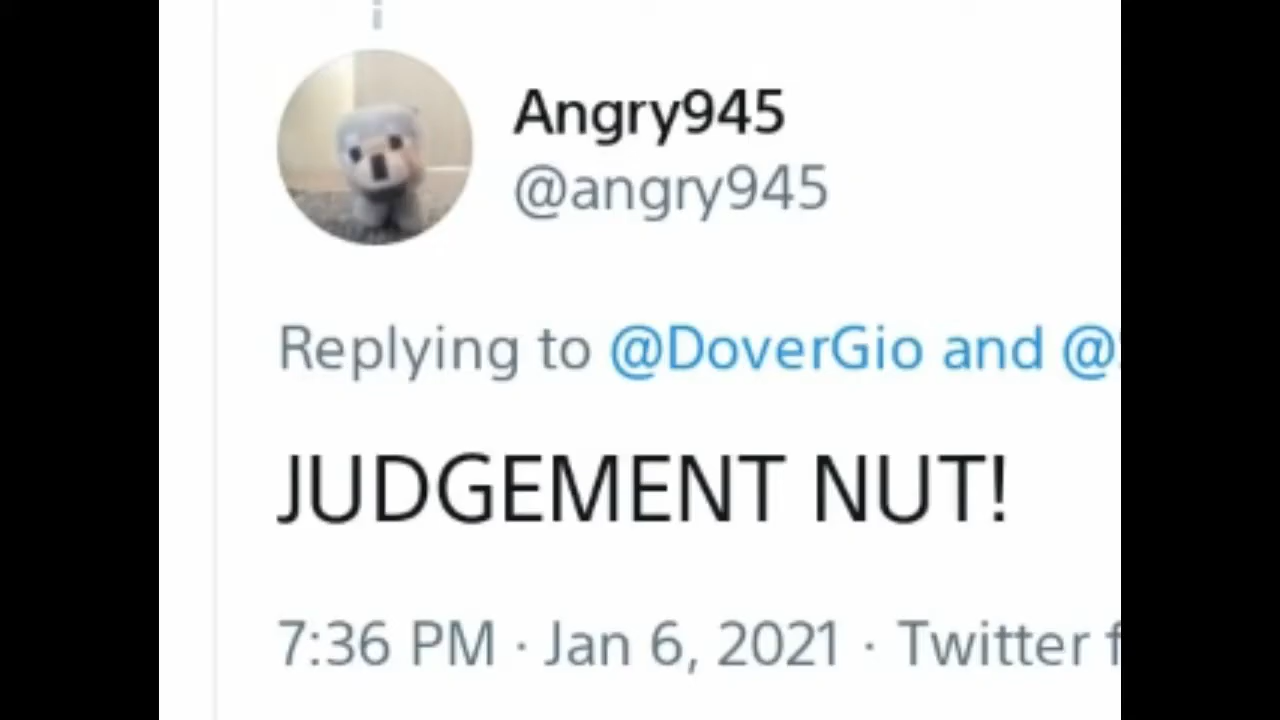 Angry945
@angry945
Replying to @DoverGio and @
JUDGEMENT NUT!
7:36 PM · Jan 6, 2021 · Twitter f